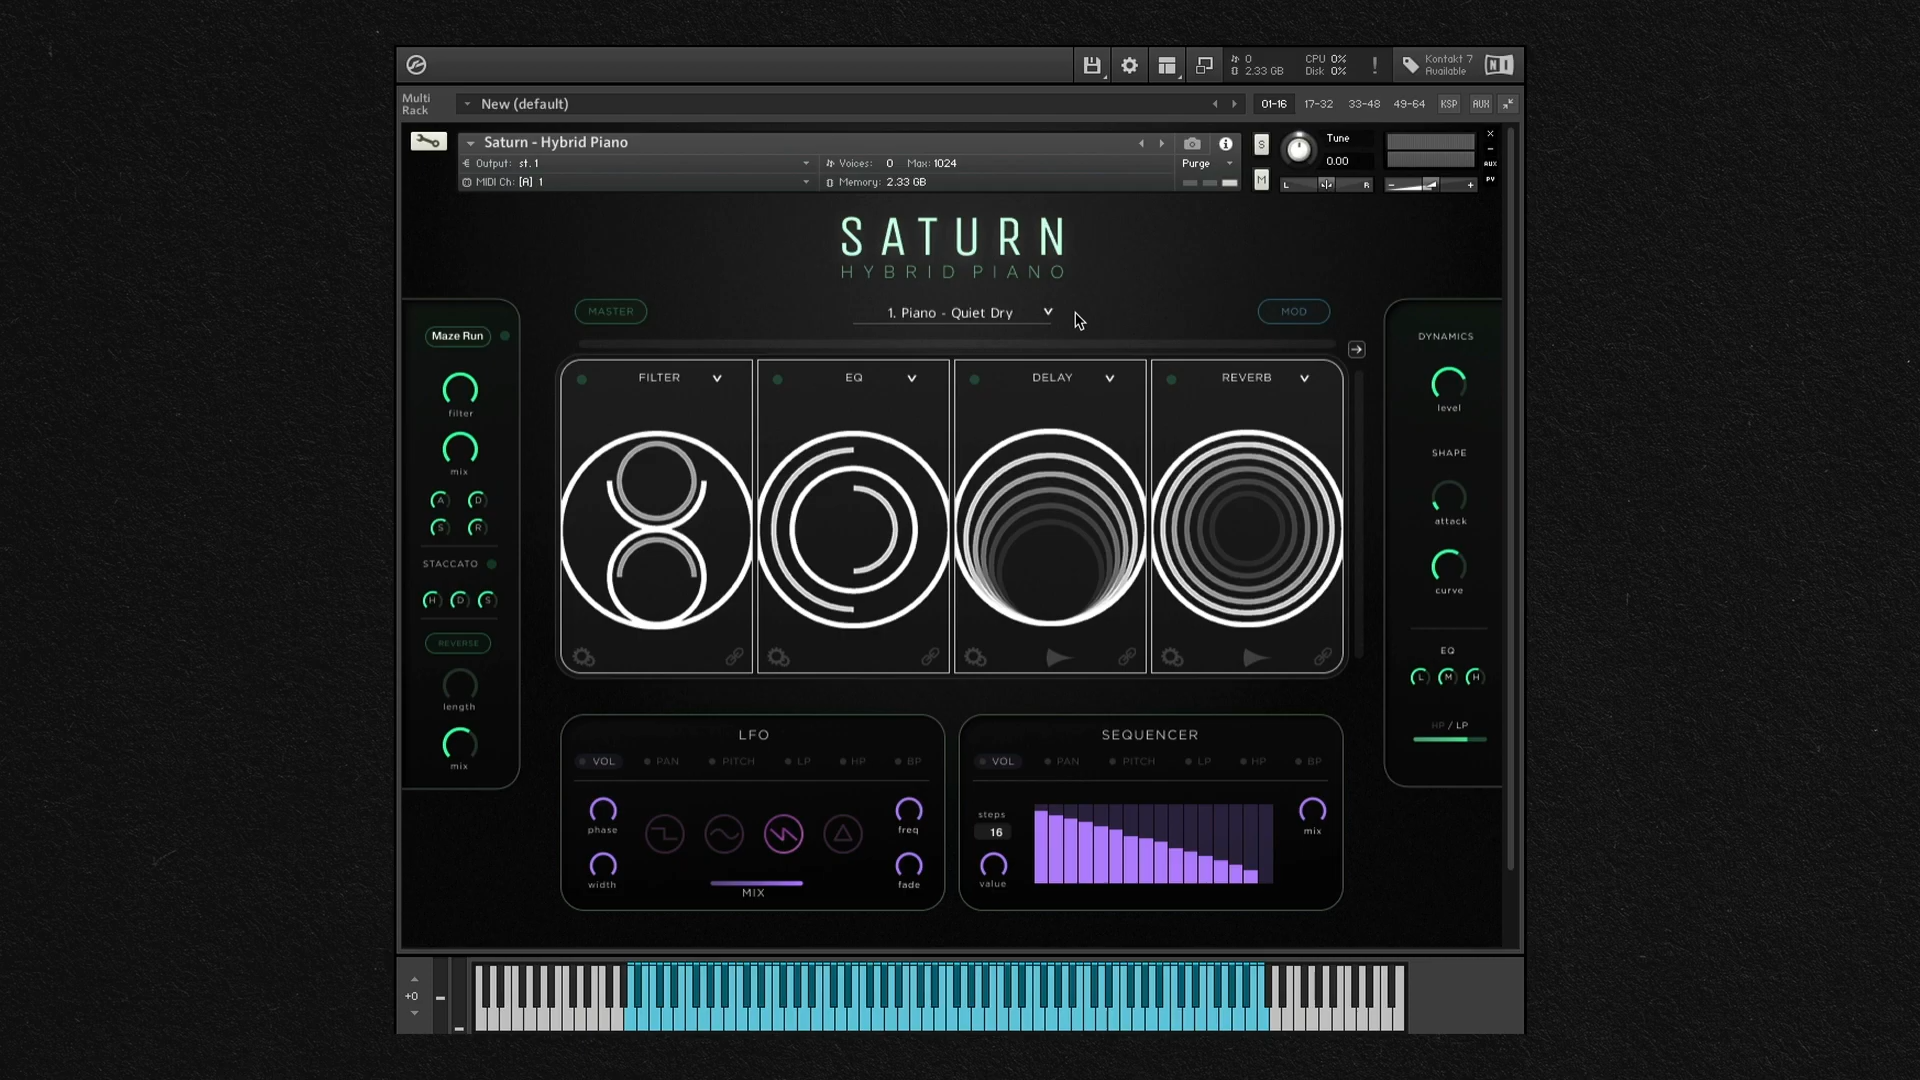 0
2.33 GB
CPU 0%
Disk 0%
!
Kontakt 7
Available
NI
Multi
Rack
New (default)
01-16
17-32
33-48
49-64
KSP
AUX
Saturn - Hybrid Piano
Output: st. 1
Voices: 0 Max: 1024
Purge
MIDI Ch: [A] 1
Memory: 2.33 GB
S
M
Tune
0.00
L
R
-
+
×
-
AUX
PV
SATURN
HYBRID PIANO
MASTER
1. Piano - Quiet Dry
MOD
Maze Run
filter
mix
A
D
S
R
STACCATO
H
D
S
REVERSE
length
mix
FILTER
EQ
DELAY
REVERB
DYNAMICS
level
SHAPE
attack
curve
EQ
L
M
H
HP / LP
LFO
VOL
PAN
PITCH
LP
HP
BP
phase
freq
width
fade
MIX
SEQUENCER
VOL
PAN
PITCH
LP
HP
BP
steps
16
value
mix
+0